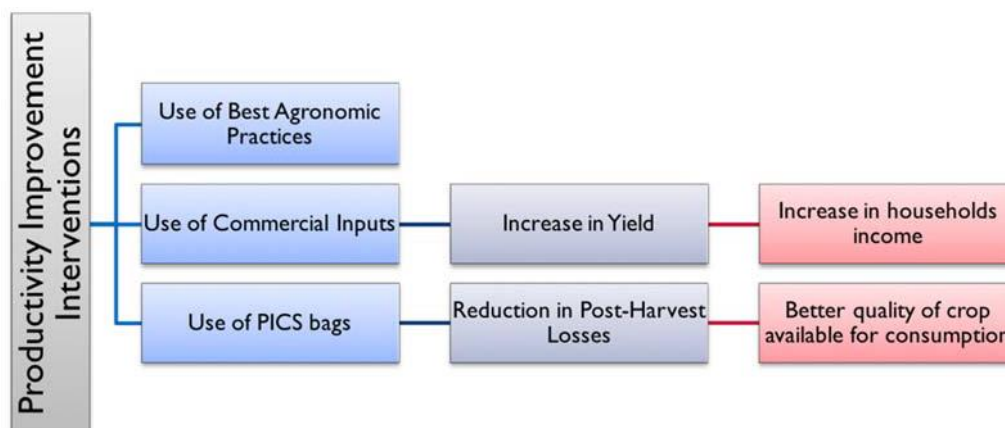 Productivity Improvement
Interventions
Use of Best Agronomic
Practices
Use of Commercial Inputs
Increase in Yield
Increase in households
income
Use of PICS bags
Reduction in Post-Harvest
Losses
Better quality of crop
available for consumption